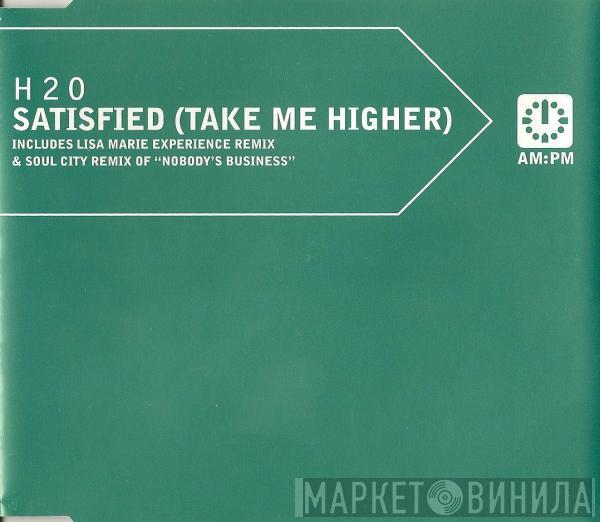 H2O
SATISFIED (TAKE ME HIGHER)
INCLUDES LISA MARIE EXPERIENCE REMIX
& SOUL CITY REMIX OF “NOBODY’S BUSINESS”
AM:PM
МАРКЕТ ВИНИЛА